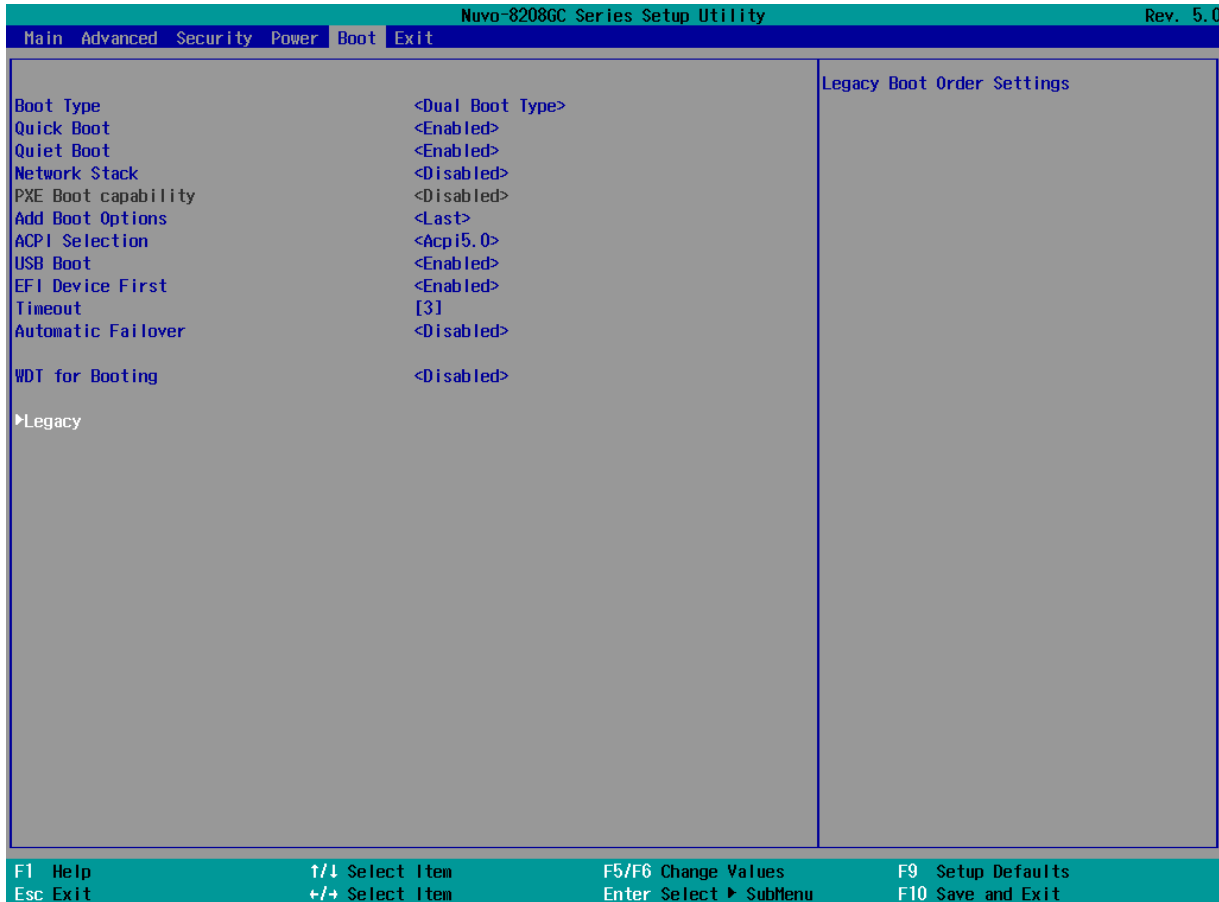 Nuvo-8208GC Series Setup Utility Rev. 5.0
Main Advanced Security Power Boot Exit
Legacy Boot Order Settings
Boot Type <Dual Boot Type>
Quick Boot <Enabled>
Quiet Boot <Enabled>
Network Stack <Disabled>
PXE Boot capability <Disabled>
Add Boot Options <Last>
ACPI Selection <Acpi5.0>
USB Boot <Enabled>
EFI Device First <Enabled>
Timeout [3]
Automatic Failover <Disabled>
WDT for Booting <Disabled>
▶Legacy
F1 Help ↑/↓ Select Item F5/F6 Change Values F9 Setup Defaults
Esc Exit ←/→ Select Item Enter Select ▶ SubMenu F10 Save and Exit